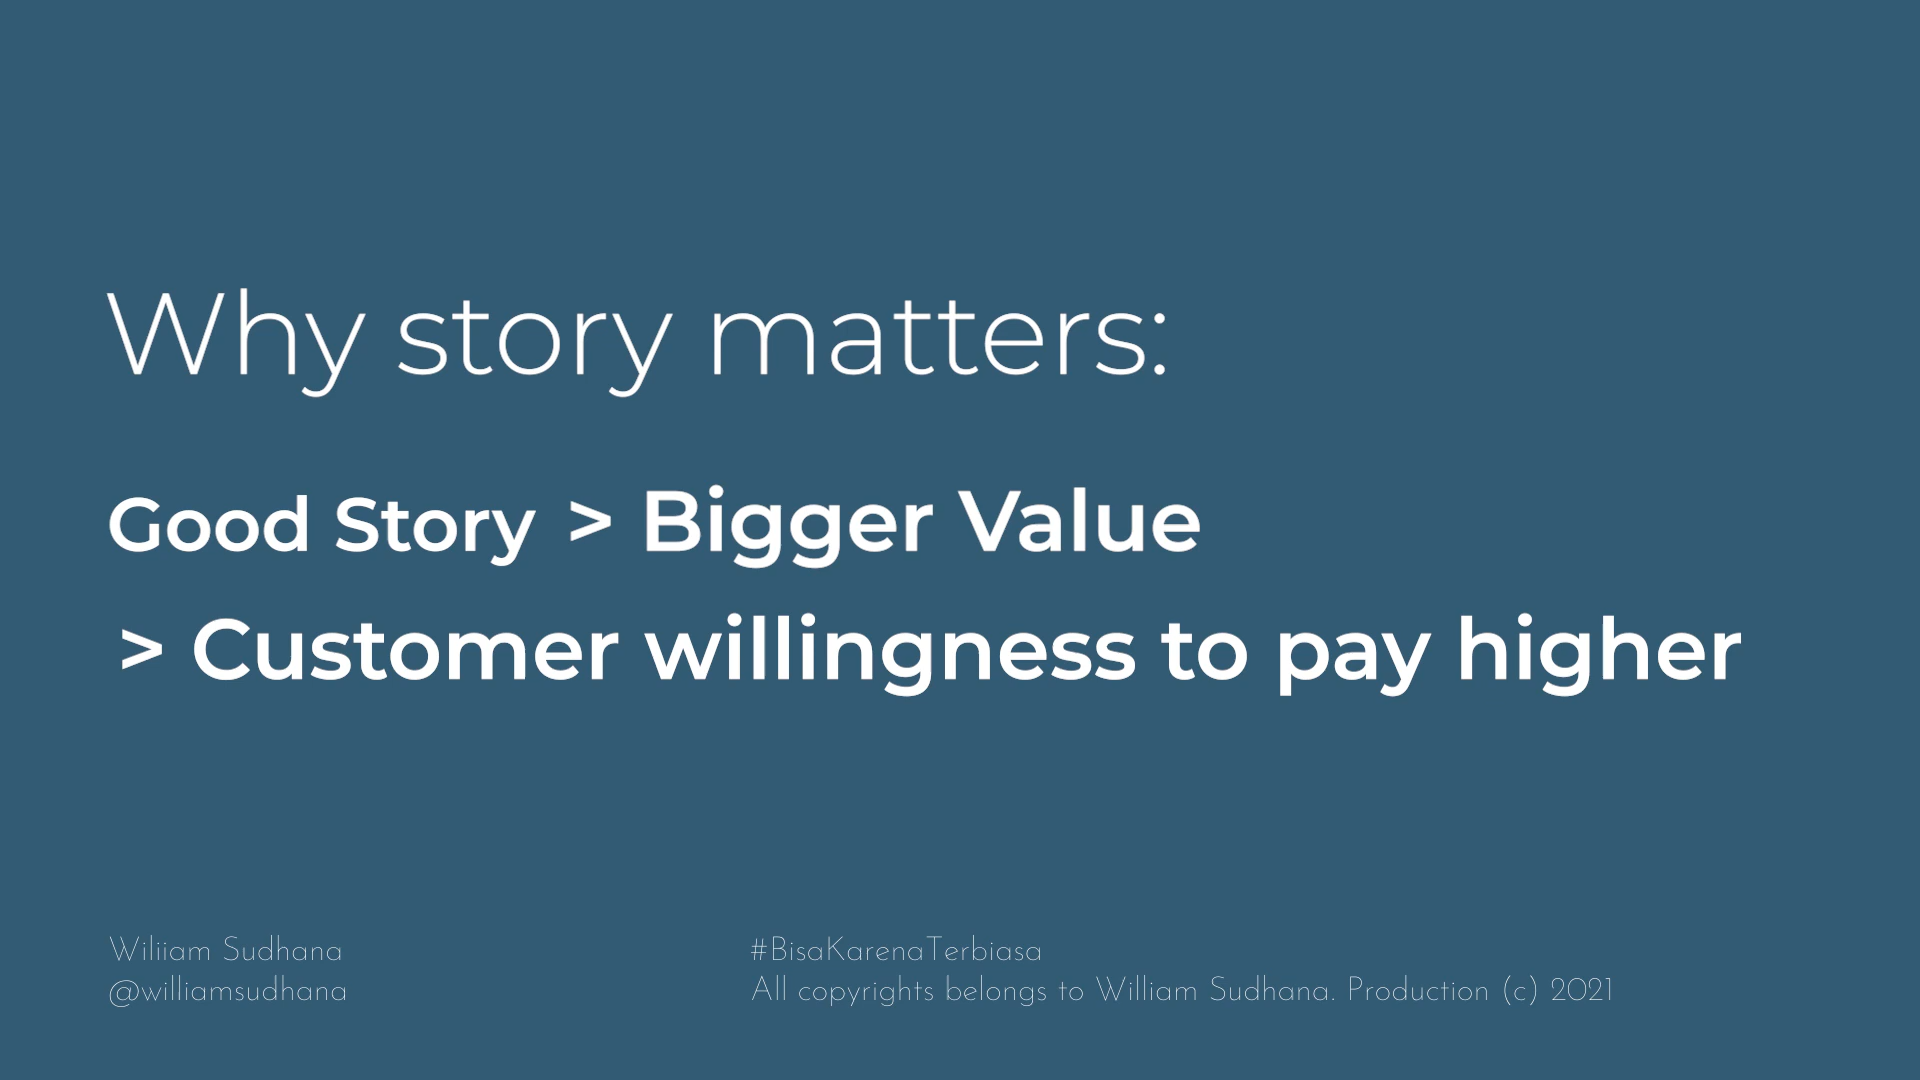 Why story matters:
Good Story > Bigger Value
> Customer willingness to pay higher
Wiliiam Sudhana
@williamsudhana
#BisaKarenaTerbiasa
All copyrights belongs to William Sudhana. Production (c) 2021